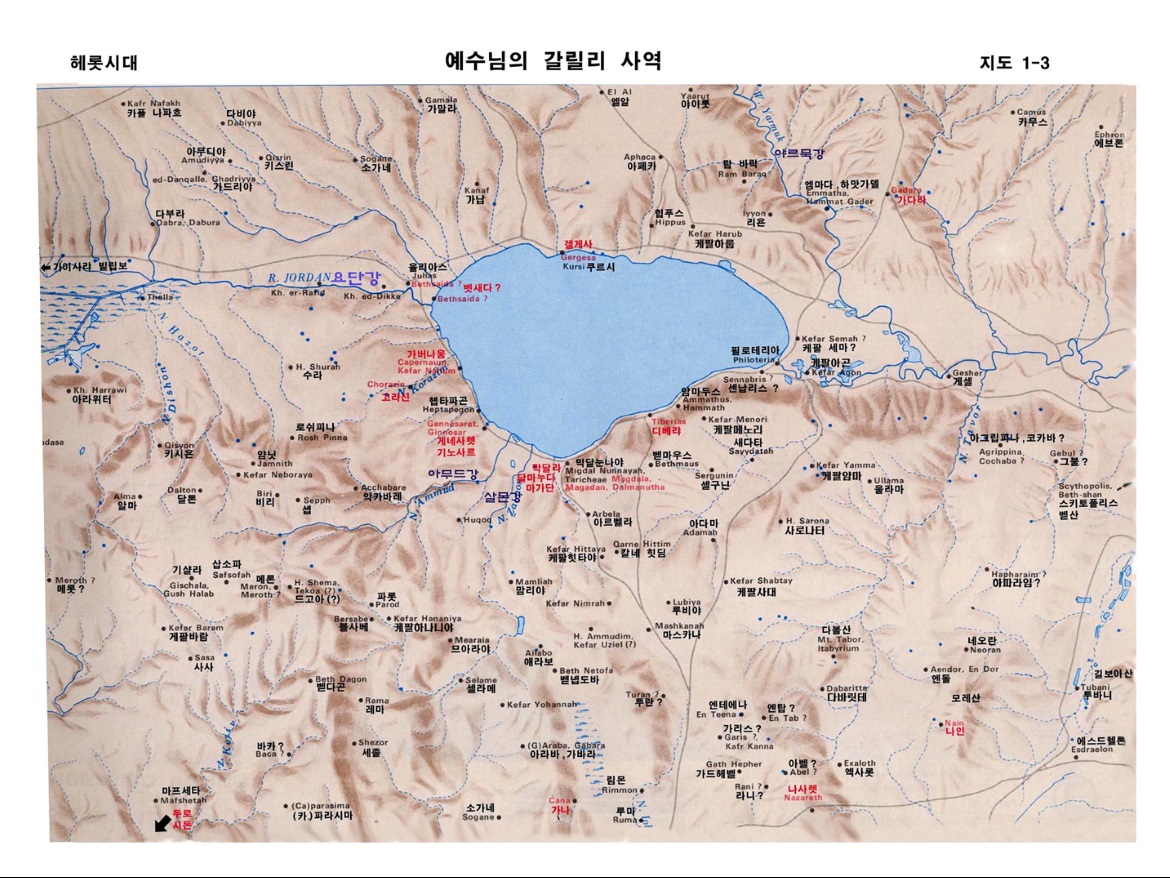 헤롯시대
예수님의 갈릴리 사역
지도 1-3
Kafr Nafakh
카플 나파흐
다비야
Dabiyya
Gamala
가말라
El Al
엘알
Yaarut
야아룻
N. Yarmuk
야르묵강
Camus
카무스
Ephron
에브론
아무디야
Amudiyya
Qisrin
키스린
Sogane
소가네
Apheca
아페카
람 바락
Ram Baraq
ed-Danqalle, Ghadriyya
가드리야
Kanaf
가납
엠마다,하맛가델
Emmatha,
Hammat Gader
Gadara
가다라
다부라
Dabra, Dabura
힙푸스
Hippus
Iyyon
리욘
Kefar Harub
케팔하룹
겔게사
Gergesa
Kursi 쿠르시
가이사랴 빌립보
R. JORDAN 요단강
율리아스
Julias
Bethsaida ?
벳새다?
Bethsaida ?
Thella
Kh. er-Rafid
Kh. ed-Dikke
N. Hazor
N. Dishon
가버나움
Capernaum,
Kefar Nahum
H. Shurah
수라
Chorazin
고라신
N. Korazim
Kh. Harrawi
아라위터
Kefar Semah ?
케팔 세마?
필로테리아
Philoteria
케팔아곤
Kefar Agon
Sennabris ?
센납리스 ?
Gesher
게셀
암마두스
Ammathus,
Hammath
헵타파곤
Heptapegon
Gennesaret,
Ginnosar
게네사렛
기노사르
Tiberias
디베랴
Kefar-Menori
케팔메노리
새다타
Sayydatah
N. Tavor
로쉬피나
Rosh Pinna
adasa
Qisyon
키시욘
암닛
Jamnith
Kefar Neboraya
아무드강
N. Ammud
살몬강
막달라
달마누다
마가단
막달눈나야
Migdal Nunnayah,
Taricheae Magdala,
Magadan, Dalmanutha
벧마우스
Bethmaus
Sergunin
셀구닌
Kefar Yamma
케팔얌마
Ullama
울라마
아그립피나,코카바?
Agrippina,
Cochaba ?
Gebul ?
그불?
Scythopolis,
Beth-shan
스키토폴리스
벧산
Alma
알마
Dalton
달톤
Biri
비리
Sepph
셉
Acchabare
악카바레
Huqoq
Arbela
아르벨라
아다마
Adamah
H. Sarona
사로나터
Kefar Hittaya
케팔힛타야
Qarne Hittim
칼네 힛딤
Meroth ?
메롯?
기살라
Gischala,
Gush Halab
삽소파
Safsofah
메론
Meron,
Meroth ?
H. Shema,
Tekoa (?)
드고아(?)
파롯
Parod
Mamliah
맘리야
Kefar Nimrah
Kefar Shabtay
케팔사대
Hapharaim ?
하파라임?
Lubiya
루비야
Kefar Baram
게팔바람
Bersabe
블사베
Kefar Hananiya
케팔하나니야
Mearaia
므아라야
H. Ammudim,
Kefar Uziel (?)
Mashkanah
마스카나
다볼산
Mt. Tabor,
Itabyrium
네오란
Neoran
Sasa
사사
Ailabo
애라보
Beth Netofa
벧넵도바
Aendor, En Dor
엔돌
Beth Dagon
벧다곤
Selame
셀라메
Turan ?
투란?
Dabaritta
다바릿테
모레산
길보아산
Tubani
투바니
Rama
레마
Kefar Yohannah
엔테에나
En Teena
엔탑?
En Tab ?
가리스?
Garis ?,
Kafr Kanna
Nain
나인
N. Keziv
Shezor
세졸
바카?
Baca ?
(G)Araba, Gabara
아라바,가바라
에스드렐론
Esdraelon
Gath Hepher
가드헤벨
아벨?
Abel ?
Exaloth
엑사롯
림몬
Rimmon
Rani ?
라니?
나사렛
Nazareth
마프세타
Mafshetah
두로
시돈
(Ca)parasima
(카)피라시마
소가네
Sogane
Cana
가나
루먀
Ruma